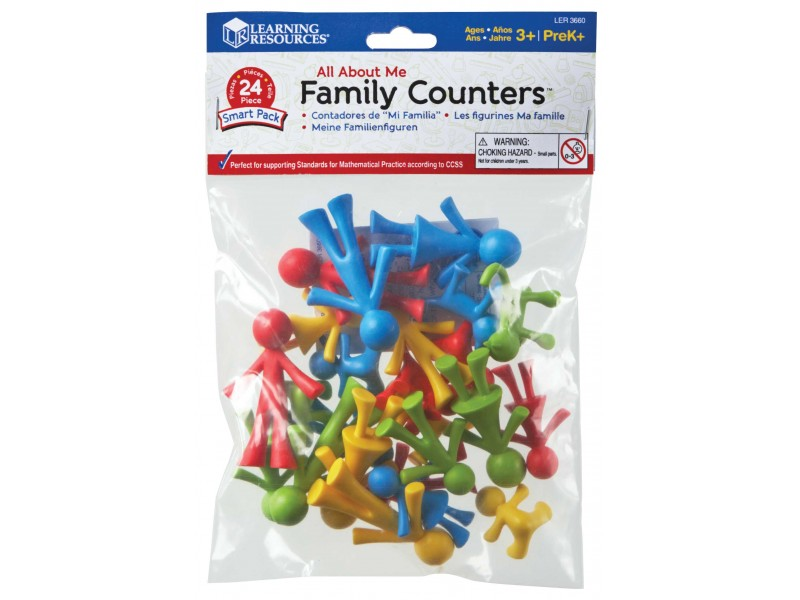 LER 3660
LEARNING
RESOURCES®
Ages • Años
Ans • Jahre
3+ | PreK+
Piezas • Pièces • Teile
24
Piece
Smart Pack
All About Me
Family Counters™
• Contadores de "Mi Familia" • Les figurines Ma famille
• Meine Familienfiguren
WARNING:
CHOKING HAZARD - Small parts.
Not for children under 3 years.
0-3
Perfect for supporting Standards for Mathematical Practice according to CCSS